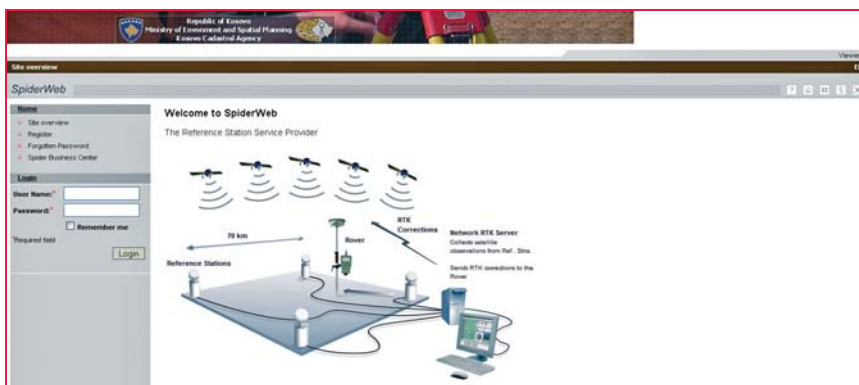 Republic of Kosovo
Ministry of Envonment and Spatial Planning
Kosovo Cadastral Agency
Viewer
Site overview
SpiderWeb
Home
Site overview
Register
Forgotten Password
Spider Business Center
Login
User Name:*
Password:*
Remember me
*Required field
Login
Welcome to SpiderWeb
The Reference Station Service Provider
70 km
Reference Stations
Rover
RTK
Corrections
Network RTK Server
Collects satellite
observations from Ref. Stns.
Sends RTK corrections to the
Rover